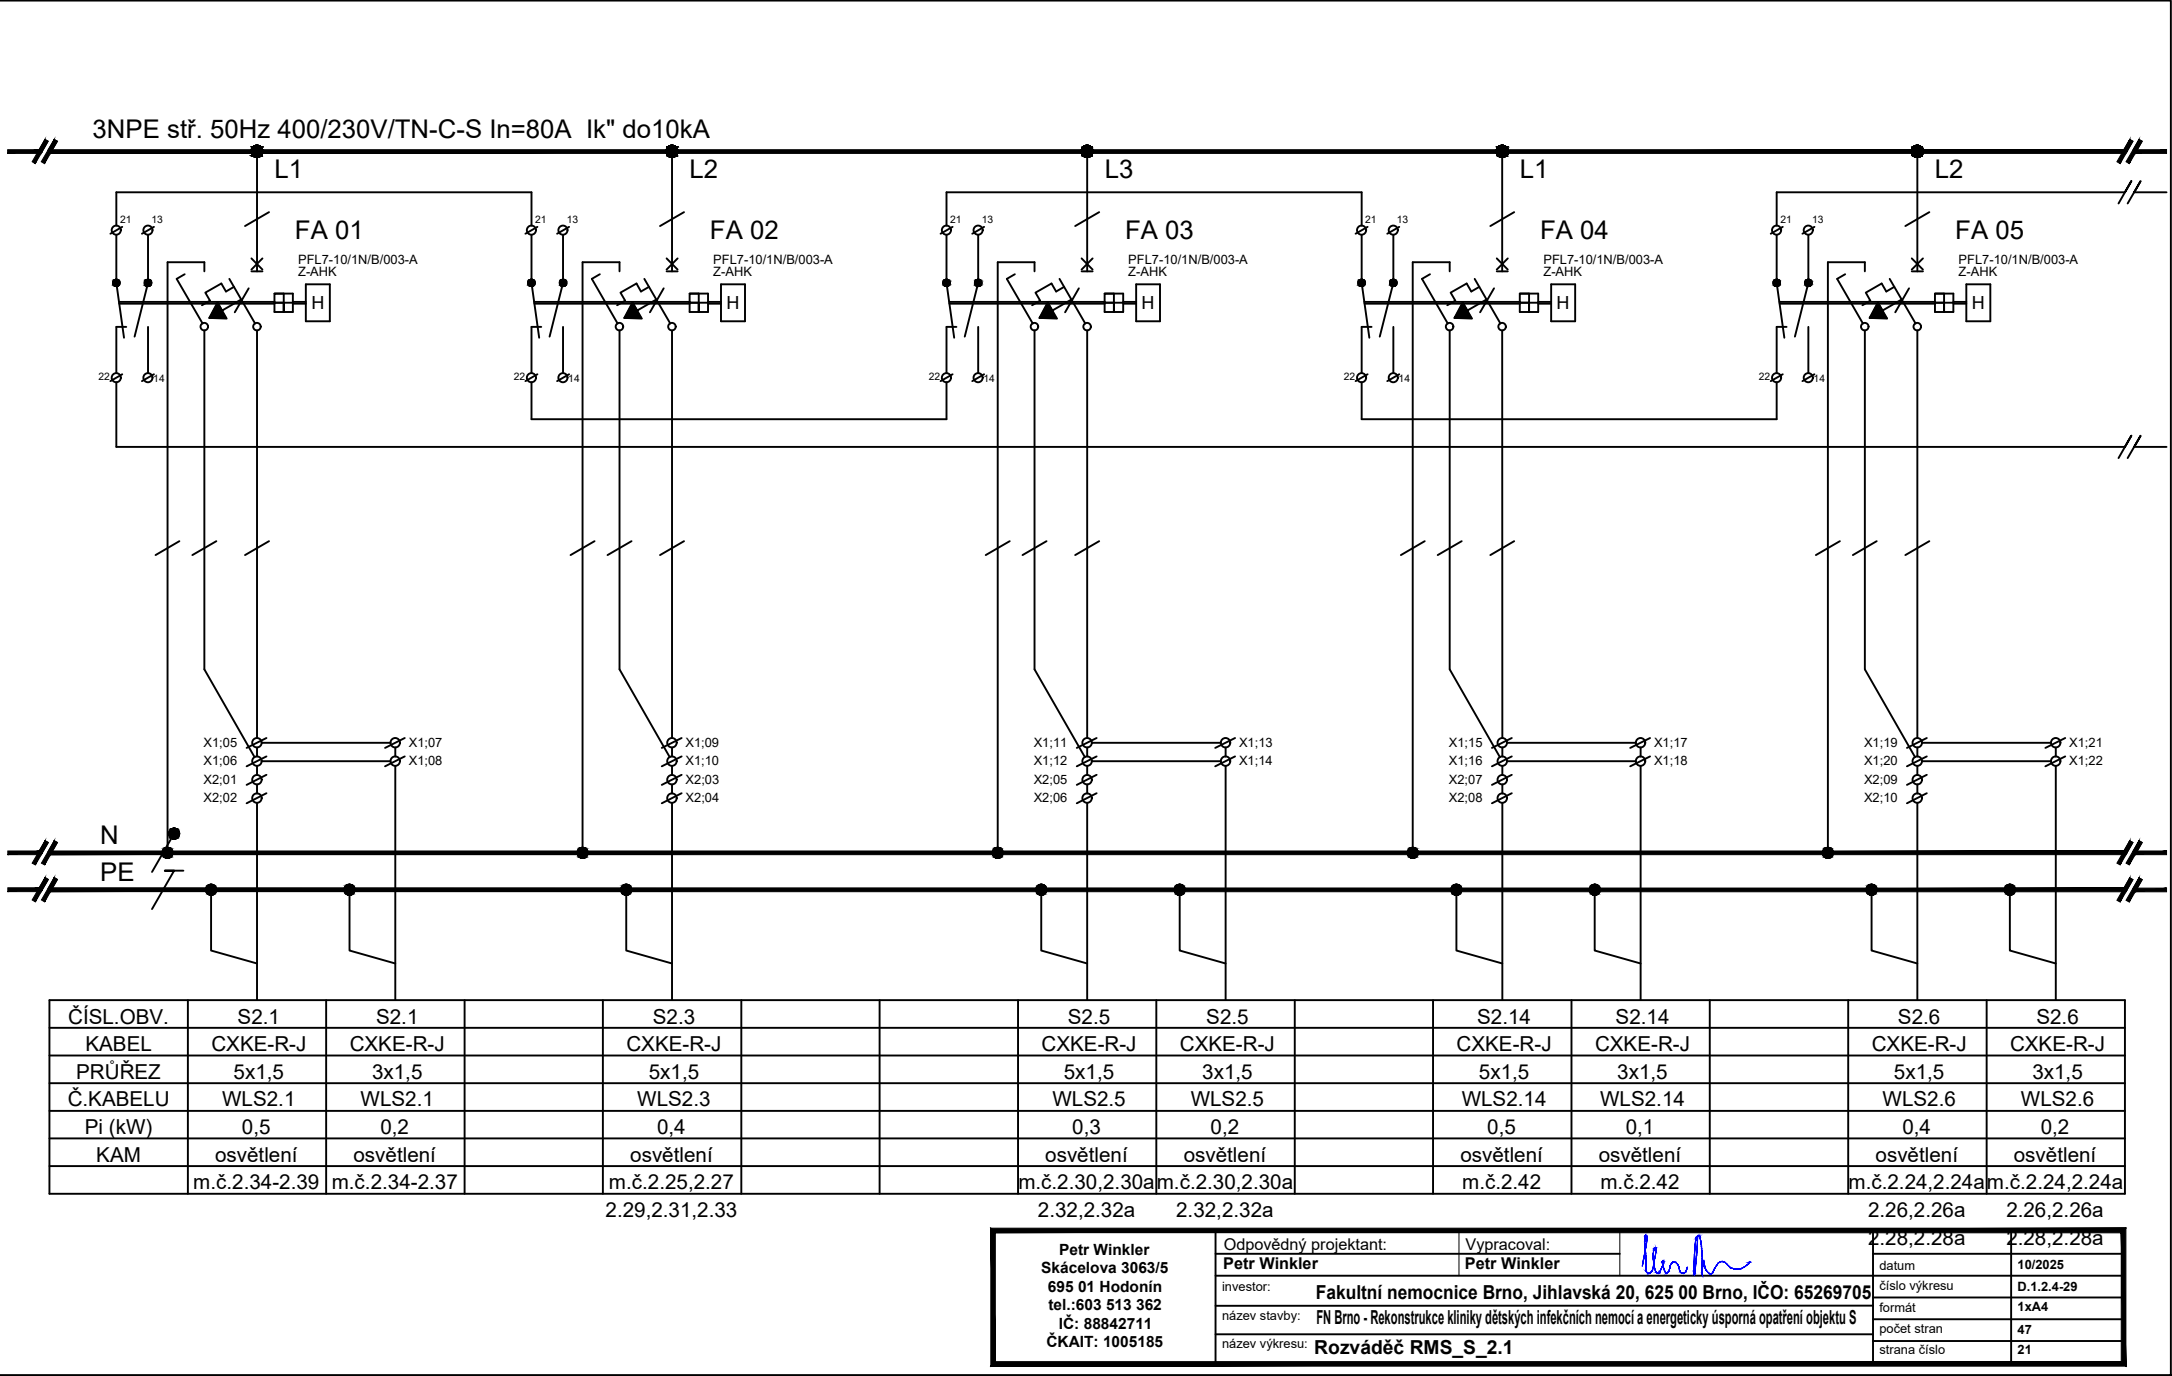 3NPE stř. 50Hz 400/230V/TN-C-S In=80A Ik" do10kA
L1 L2 L3 L1 L2
21 13 21 13 21 13 21 13 21 13
FA 01 FA 02 FA 03 FA 04 FA 05
PFL7-10/1N/B/003-A PFL7-10/1N/B/003-A PFL7-10/1N/B/003-A PFL7-10/1N/B/003-A PFL7-10/1N/B/003-A
Z-AHK Z-AHK Z-AHK Z-AHK Z-AHK
H H H H H
22 14 22 14 22 14 22 14 22 14
X1;05 X1;07 X1;09 X1;11 X1;13 X1;15 X1;17 X1;19 X1;21
X1;06 X1;08 X1;10 X1;12 X1;14 X1;16 X1;18 X1;20 X1;22
X2;01 X2;03 X2;05 X2;07 X2;09
X2;02 X2;04 X2;06 X2;08 X2;10
N
PE
ČÍSL.OBV. S2.1 S2.1 S2.3 S2.5 S2.5 S2.14 S2.14 S2.6 S2.6
KABEL CXKE-R-J CXKE-R-J CXKE-R-J CXKE-R-J CXKE-R-J CXKE-R-J CXKE-R-J CXKE-R-J CXKE-R-J
PRŮŘEZ 5x1,5 3x1,5 5x1,5 5x1,5 3x1,5 5x1,5 3x1,5 5x1,5 3x1,5
Č.KABELU WLS2.1 WLS2.1 WLS2.3 WLS2.5 WLS2.5 WLS2.14 WLS2.14 WLS2.6 WLS2.6
Pi (kW) 0,5 0,2 0,4 0,3 0,2 0,5 0,1 0,4 0,2
KAM osvětlení osvětlení osvětlení osvětlení osvětlení osvětlení osvětlení osvětlení osvětlení
m.č.2.34-2.39 m.č.2.34-2.37 m.č.2.25,2.27 m.č.2.30,2.30a m.č.2.30,2.30a m.č.2.42 m.č.2.42 m.č.2.24,2.24a m.č.2.24,2.24a
2.29,2.31,2.33 2.32,2.32a 2.32,2.32a 2.26,2.26a 2.26,2.26a
2.28,2.28a 2.28,2.28a
Petr Winkler
Skácelova 3063/5
695 01 Hodonín
tel.:603 513 362
IČ: 88842711
ČKAIT: 1005185
Odpovědný projektant: Vypracoval:
Petr Winkler Petr Winkler
investor: Fakultní nemocnice Brno, Jihlavská 20, 625 00 Brno, IČO: 65269705
název stavby: FN Brno - Rekonstrukce kliniky dětských infekčních nemocí a energeticky úsporná opatření objektu S
název výkresu: Rozváděč RMS_S_2.1
datum 10/2025
číslo výkresu D.1.2.4-29
formát 1xA4
počet stran 47
strana číslo 21